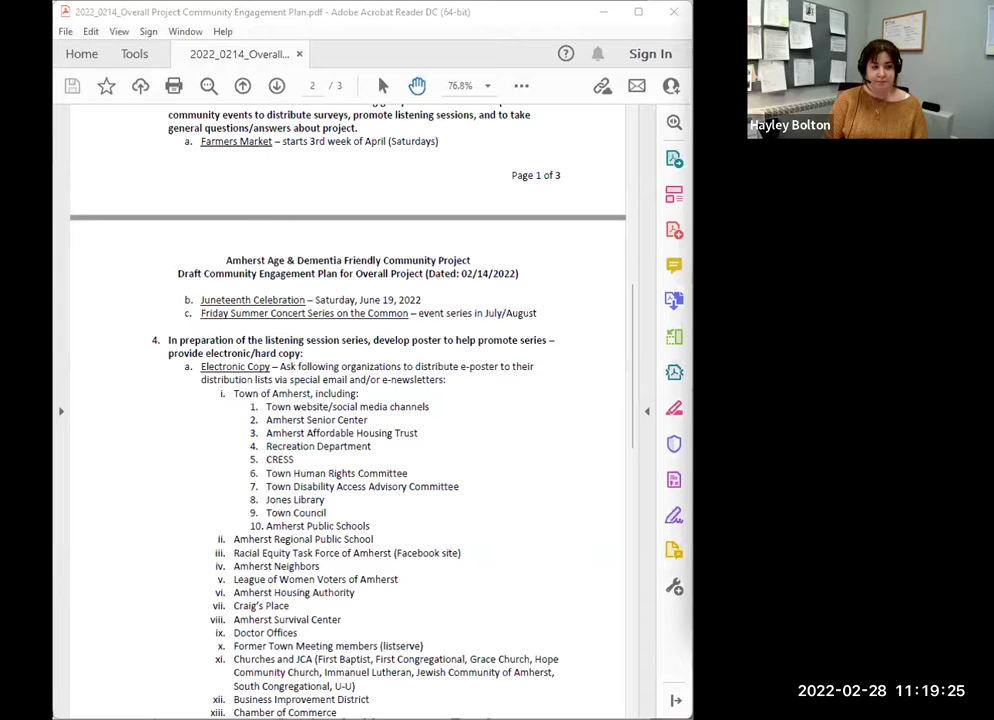 2022_0214_Overall Project Community Engagement Plan.pdf - Adobe Acrobat Reader DC (64-bit)
File Edit View Sign Window Help
Home Tools 2022_0214_Overall... × Sign In
2 / 3 76.8%
community events to distribute surveys, promote listening sessions, and to take
general questions/answers about project.
a. Farmers Market – starts 3rd week of April (Saturdays)
Page 1 of 3
Amherst Age & Dementia Friendly Community Project
Draft Community Engagement Plan for Overall Project (Dated: 02/14/2022)
b. Juneteenth Celebration – Saturday, June 19, 2022
c. Friday Summer Concert Series on the Common – event series in July/August
4. In preparation of the listening session series, develop poster to help promote series –
provide electronic/hard copy:
a. Electronic Copy – Ask following organizations to distribute e-poster to their
distribution lists via special email and/or e-newsletters:
i. Town of Amherst, including:
1. Town website/social media channels
2. Amherst Senior Center
3. Amherst Affordable Housing Trust
4. Recreation Department
5. CRESS
6. Town Human Rights Committee
7. Town Disability Access Advisory Committee
8. Jones Library
9. Town Council
10. Amherst Public Schools
ii. Amherst Regional Public School
iii. Racial Equity Task Force of Amherst (Facebook site)
iv. Amherst Neighbors
v. League of Women Voters of Amherst
vi. Amherst Housing Authority
vii. Craig's Place
viii. Amherst Survival Center
ix. Doctor Offices
x. Former Town Meeting members (listserve)
xi. Churches and JCA (First Baptist, First Congregational, Grace Church, Hope
Community Church, Immanuel Lutheran, Jewish Community of Amherst,
South Congregational, U-U)
xii. Business Improvement District
xiii. Chamber of Commerce
Hayley Bolton
2022-02-28 11:19:25